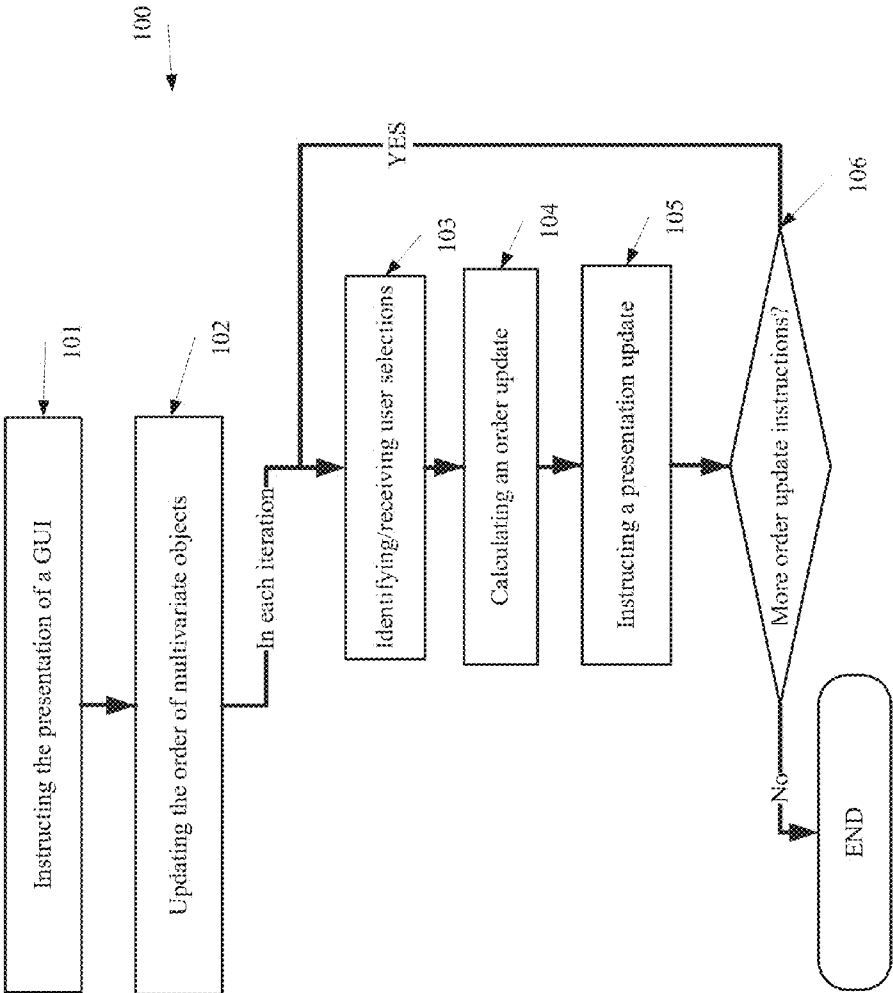 100
Instructing the presentation of a GUI
101
Updating the order of multivariate objects
102
In each iteration
YES
Identifying/receiving user selections
103
Calculating an order update
104
Instructing a presentation update
105
More order update instructions?
106
No
END